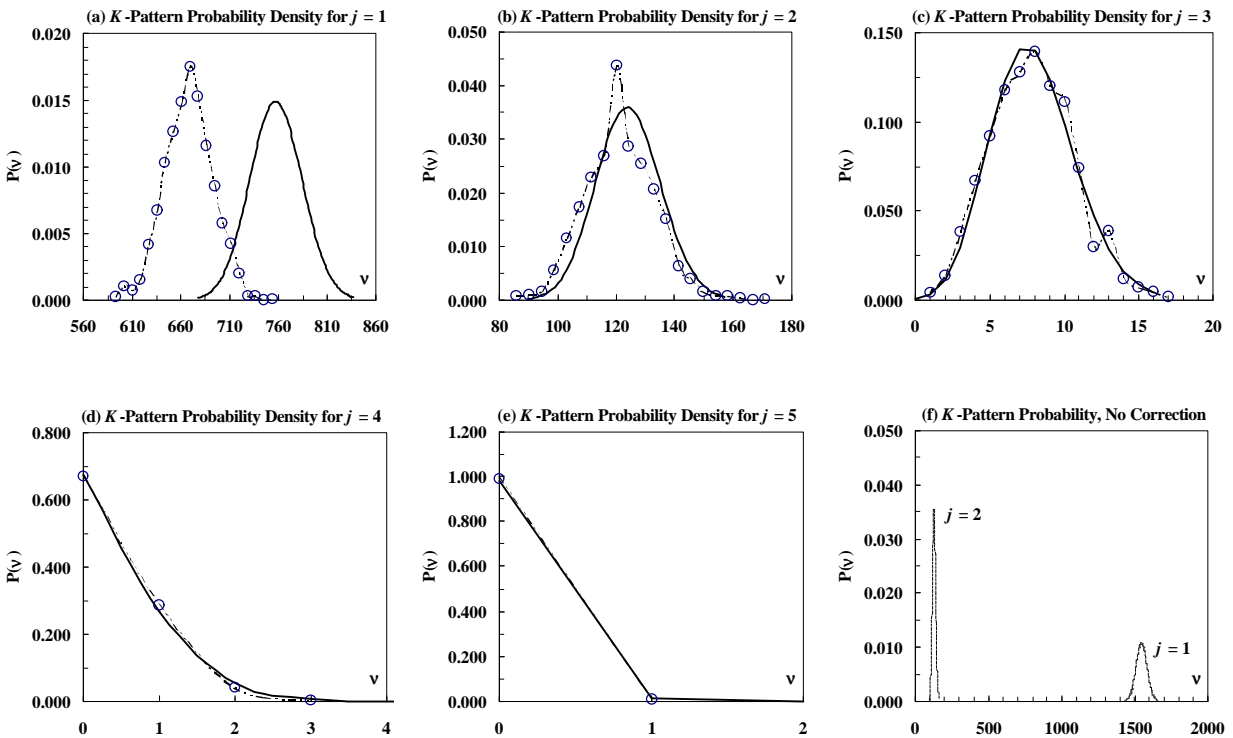 (a) K -Pattern Probability Density for j = 1
0.020
0.015
0.010
0.005
0.000
P(ν)
ν
560 610 660 710 760 810 860
(b) K -Pattern Probability Density for j = 2
0.050
0.040
0.030
0.020
0.010
0.000
P(ν)
ν
80 100 120 140 160 180
(c) K -Pattern Probability Density for j = 3
0.150
0.100
0.050
0.000
P(ν)
ν
0 5 10 15 20
(d) K -Pattern Probability Density for j = 4
0.800
0.600
0.400
0.200
0.000
P(ν)
ν
0 1 2 3 4
(e) K -Pattern Probability Density for j = 5
1.200
1.000
0.800
0.600
0.400
0.200
0.000
P(ν)
ν
0 1 2
(f) K -Pattern Probability, No Correction
0.050
0.040
0.030
0.020
0.010
0.000
P(ν)
j = 2
j = 1
ν
0 500 1000 1500 2000